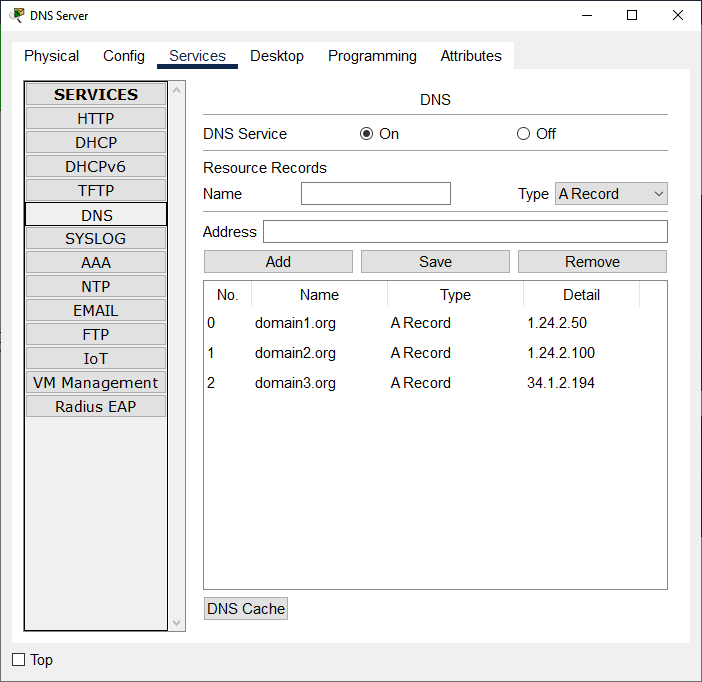 DNS Server
Physical Config Services Desktop Programming Attributes
SERVICES
HTTP
DHCP
DHCPv6
TFTP
DNS
SYSLOG
AAA
NTP
EMAIL
FTP
IoT
VM Management
Radius EAP
DNS
DNS Service On Off
Resource Records
Name Type A Record
Address
Add Save Remove
No. Name Type Detail
0 domain1.org A Record 1.24.2.50
1 domain2.org A Record 1.24.2.100
2 domain3.org A Record 34.1.2.194
DNS Cache
Top